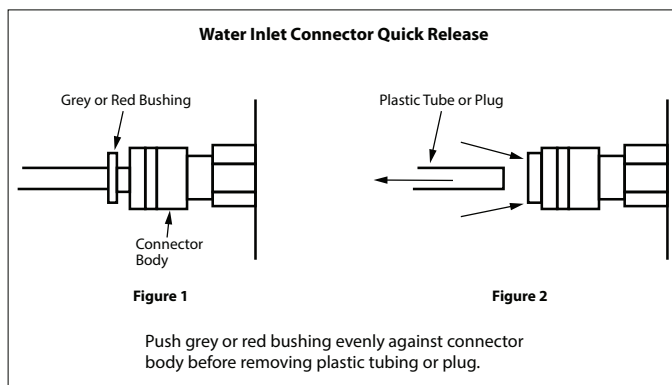 Water Inlet Connector Quick Release
Grey or Red Bushing
Plastic Tube or Plug
Connector
Body
Figure 1
Figure 2
Push grey or red bushing evenly against connector
body before removing plastic tubing or plug.